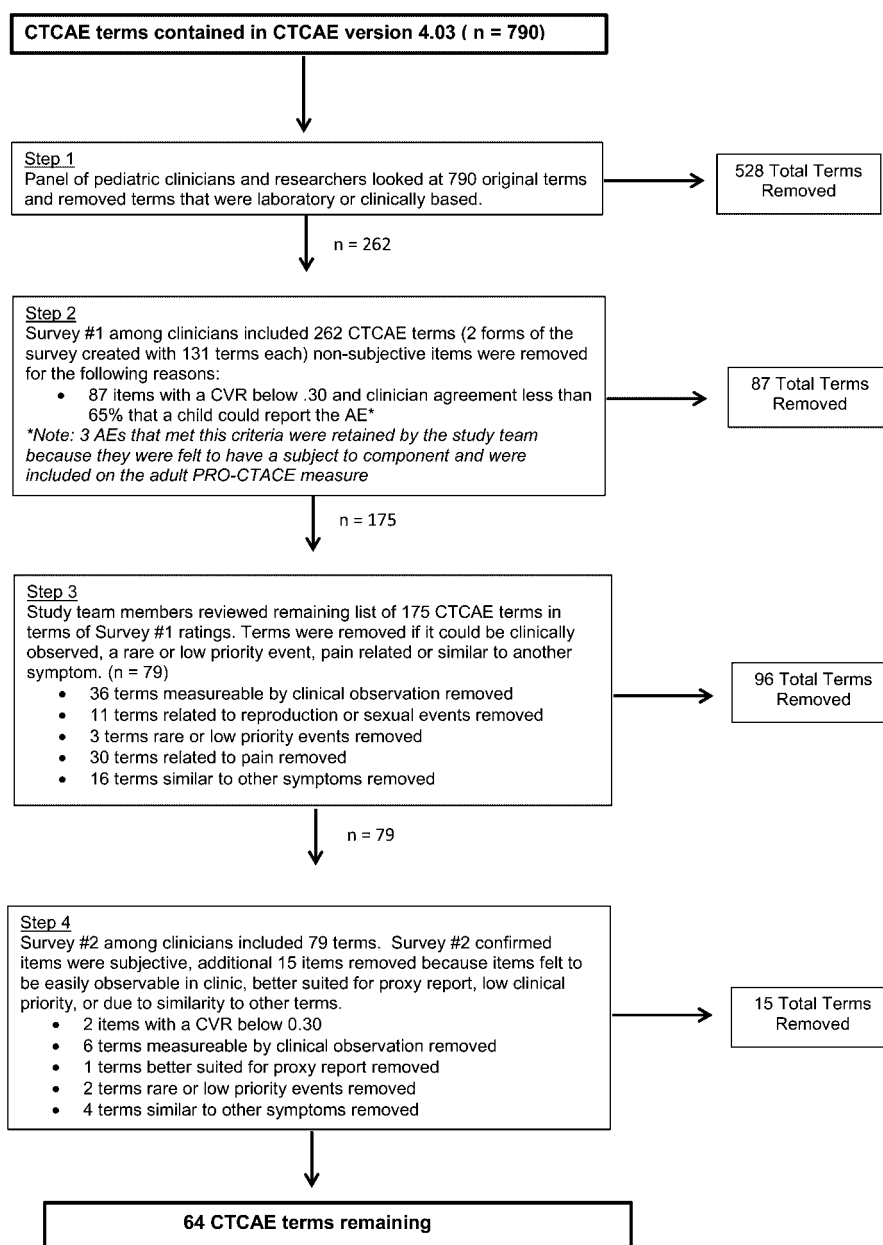 CTCAE terms contained in CTCAE version 4.03 ( n = 790)
Step 1
Panel of pediatric clinicians and researchers looked at 790 original terms
and removed terms that were laboratory or clinically based.
528 Total Terms
Removed
n = 262
Step 2
Survey #1 among clinicians included 262 CTCAE terms (2 forms of the
survey created with 131 terms each) non-subjective items were removed
for the following reasons:
• 87 items with a CVR below .30 and clinician agreement less than
65% that a child could report the AE*
*Note: 3 AEs that met this criteria were retained by the study team
because they were felt to have a subject to component and were
included on the adult PRO-CTACE measure
87 Total Terms
Removed
n = 175
Step 3
Study team members reviewed remaining list of 175 CTCAE terms in
terms of Survey #1 ratings. Terms were removed if it could be clinically
observed, a rare or low priority event, pain related or similar to another
symptom. (n = 79)
• 36 terms measureable by clinical observation removed
• 11 terms related to reproduction or sexual events removed
• 3 terms rare or low priority events removed
• 30 terms related to pain removed
• 16 terms similar to other symptoms removed
96 Total Terms
Removed
n = 79
Step 4
Survey #2 among clinicians included 79 terms. Survey #2 confirmed
items were subjective, additional 15 items removed because items felt to
be easily observable in clinic, better suited for proxy report, low clinical
priority, or due to similarity to other terms.
• 2 items with a CVR below 0.30
• 6 terms measureable by clinical observation removed
• 1 terms better suited for proxy report removed
• 2 terms rare or low priority events removed
• 4 terms similar to other symptoms removed
15 Total Terms
Removed
64 CTCAE terms remaining